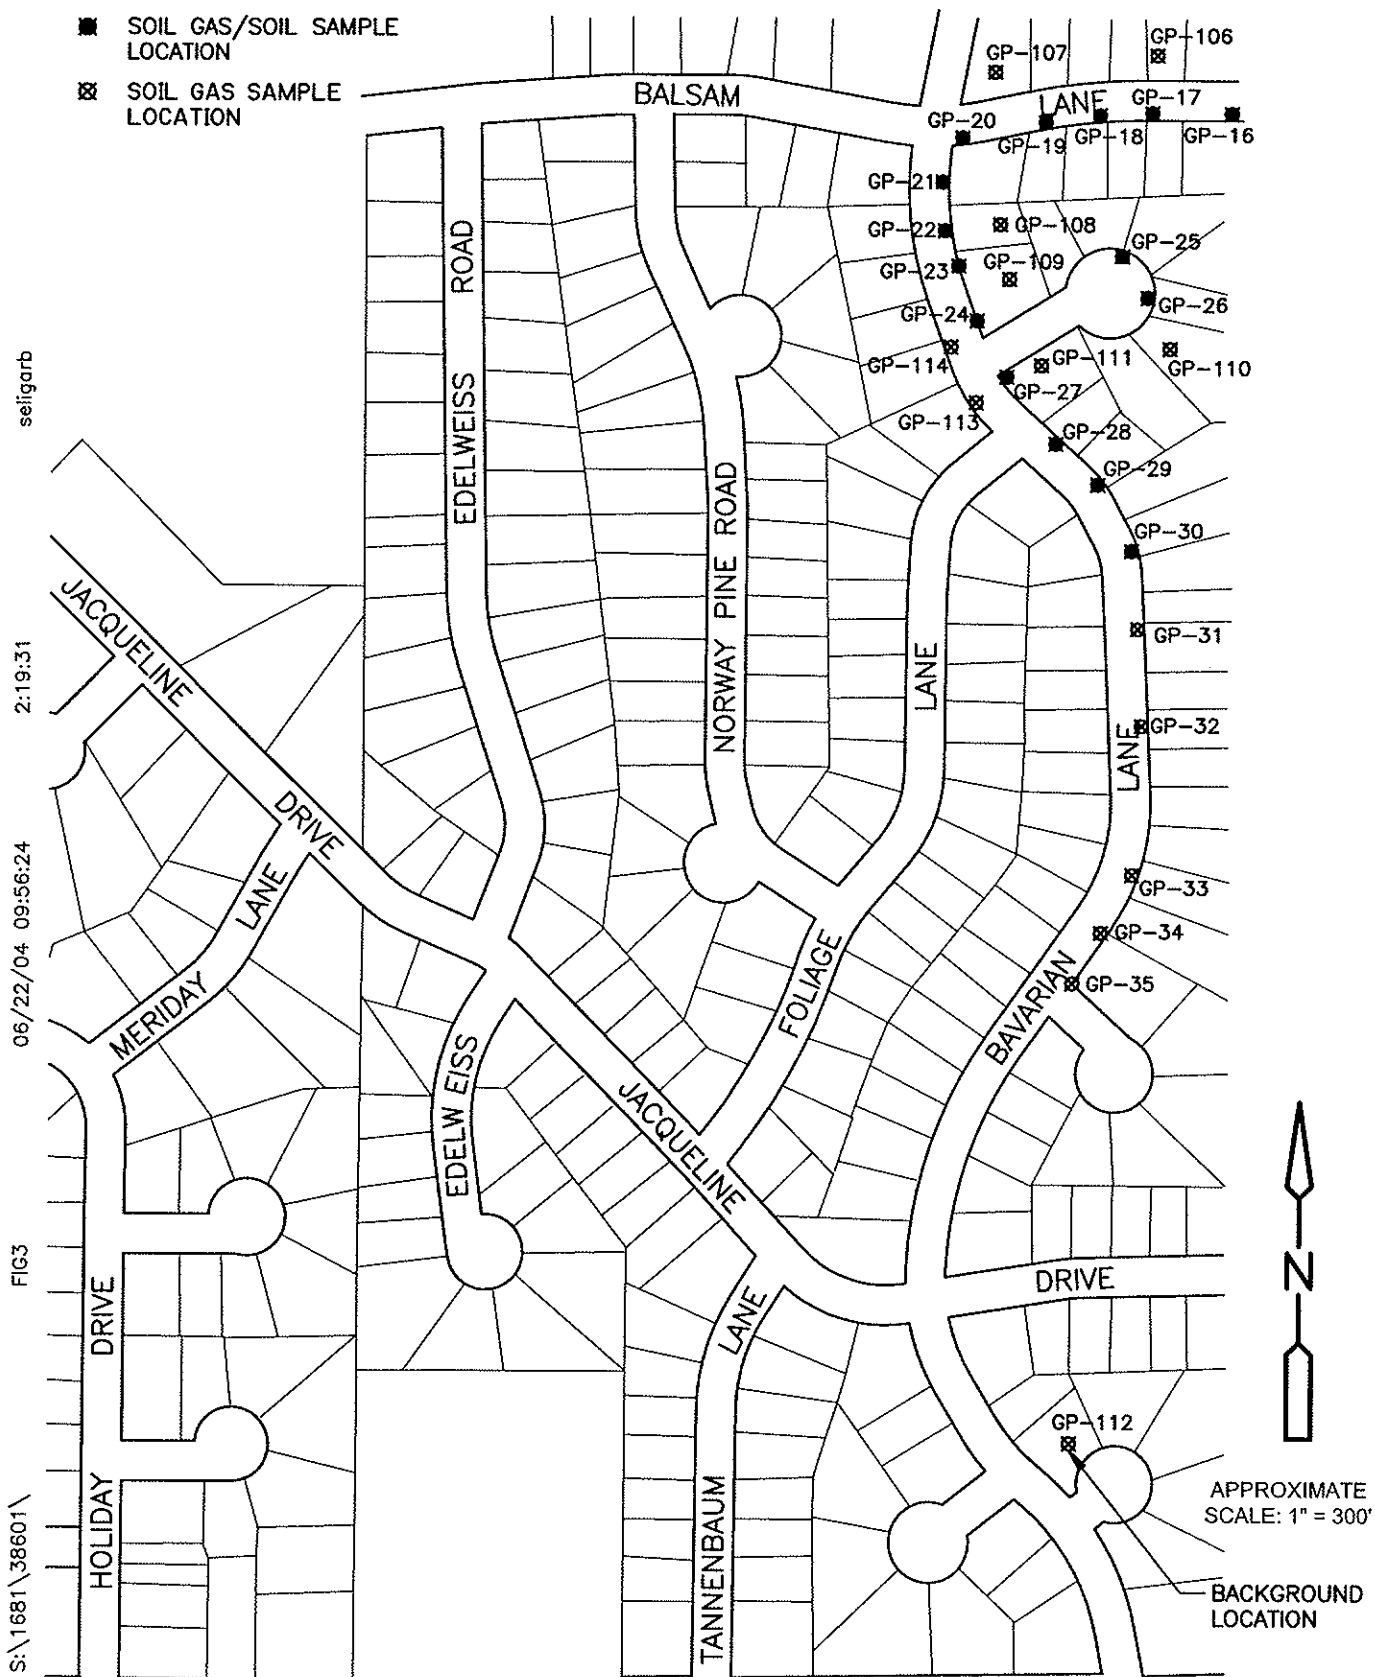 SOIL GAS/SOIL SAMPLE
LOCATION
SOIL GAS SAMPLE
LOCATION
BALSAM
LANE
GP-106
GP-107
GP-17
GP-20
GP-19
GP-18
GP-16
GP-21
GP-22
GP-108
GP-25
GP-23
GP-109
GP-26
GP-24
GP-114
GP-111
GP-110
GP-27
GP-113
GP-28
GP-29
GP-30
GP-31
GP-32
GP-33
GP-34
GP-35
EDELWEISS ROAD
NORWAY PINE ROAD
FOLIAGE LANE
BAVARIAN LANE
JACQUELINE DRIVE
MERIDAY LANE
EDELW EISS
JACQUELINE
DRIVE
HOLIDAY DRIVE
TANNENBAUM LANE
GP-112
N
APPROXIMATE
SCALE: 1" = 300'
BACKGROUND
LOCATION
S:\1681\38601\ FIG3 06/22/04 09:56:24 2:19:31 seligarb